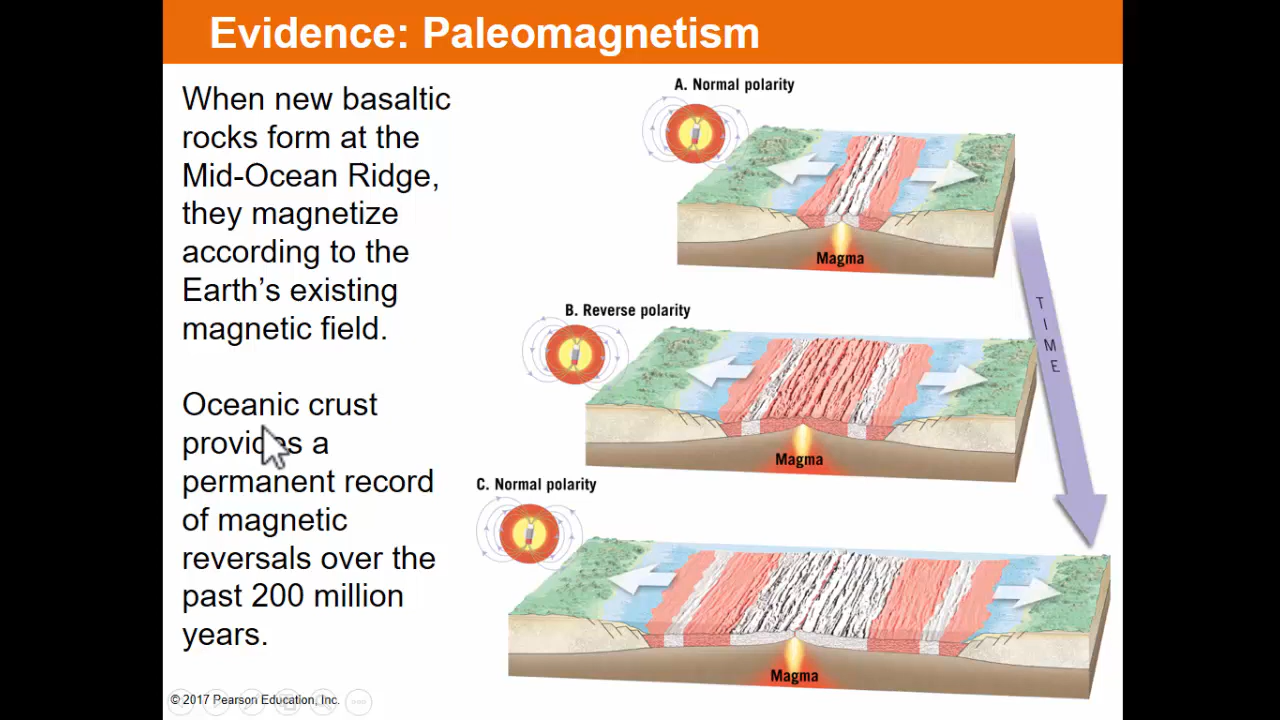 Evidence: Paleomagnetism
When new basaltic
rocks form at the
Mid-Ocean Ridge,
they magnetize
according to the
Earth’s existing
magnetic field.
Oceanic crust
provides a
permanent record
of magnetic
reversals over the
past 200 million
years.
A. Normal polarity
Magma
B. Reverse polarity
Magma
C. Normal polarity
Magma
TIME
© 2017 Pearson Education, Inc.